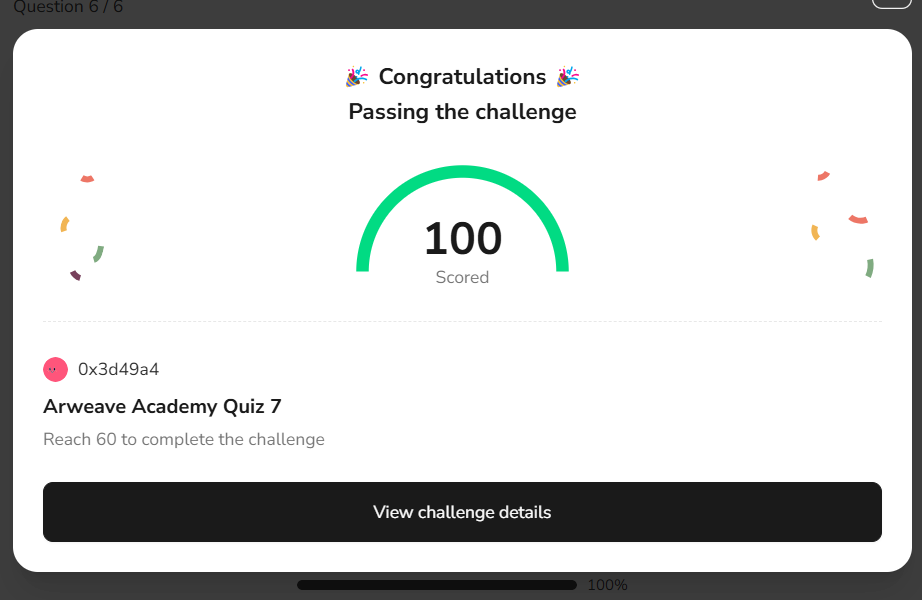 Question 6 / 6
🎉 Congratulations 🎉
Passing the challenge
100
Scored
0x3d49a4
Arweave Academy Quiz 7
Reach 60 to complete the challenge
View challenge details
100%